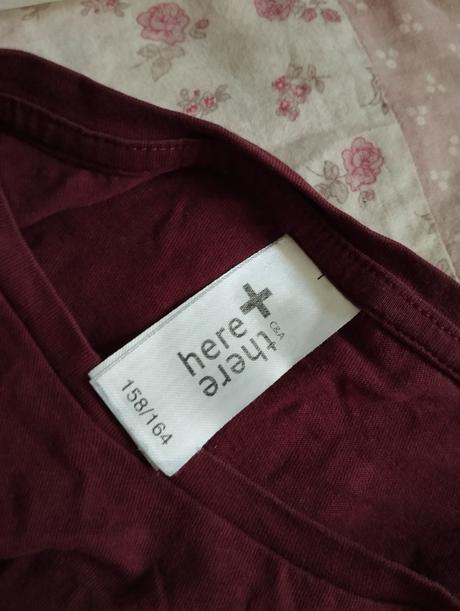 here +
there
C&A
158/164